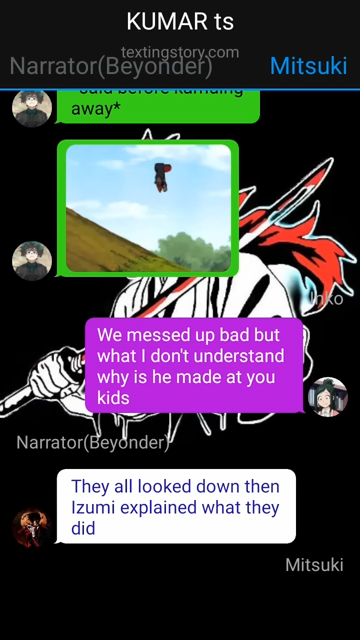 KUMAR ts
textingstory.com
Narrator(Beyonder)
Mitsuki
*said before kamuing
away*
Inko
We messed up bad but
what I don't understand
why is he made at you
kids
Narrator(Beyonder)
They all looked down then
Izumi explained what they
did
Mitsuki